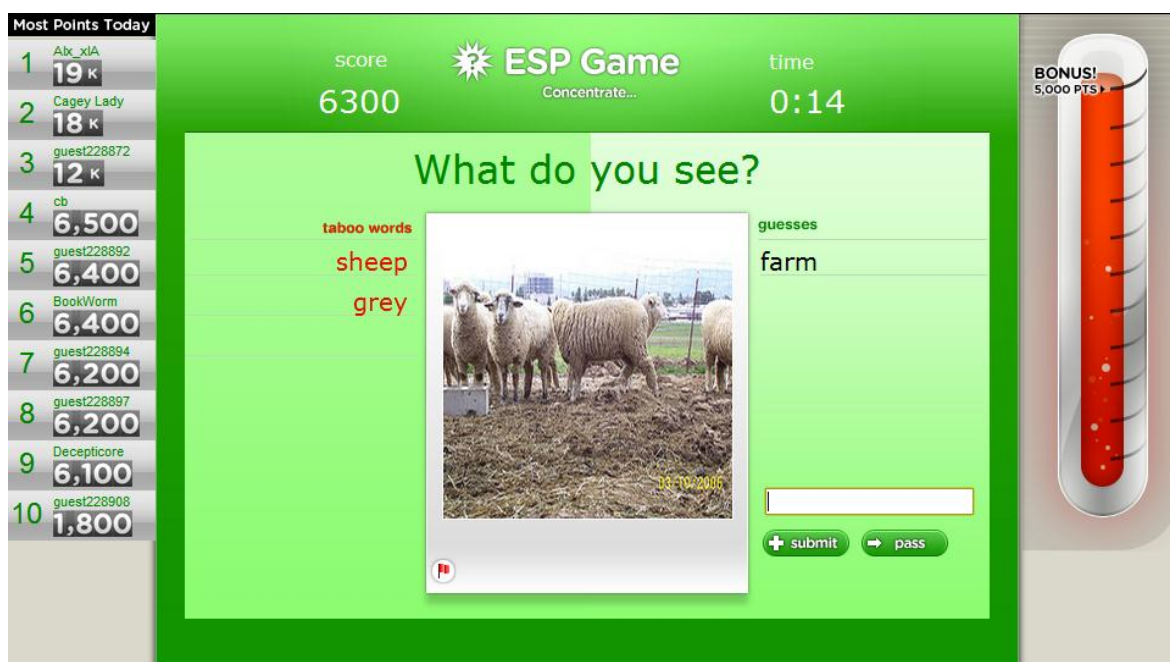 Most Points Today
1 Alx_xlA
19 K
2 Cagey Lady
18 K
3 guest228872
12 K
4 cb
6,500
5 guest228892
6,400
6 BookWorm
6,400
7 guest228894
6,200
8 guest228897
6,200
9 Decepticore
6,100
10 guest228908
1,800
score
6300
ESP Game
Concentrate...
time
0:14
What do you see?
taboo words
sheep
grey
guesses
farm
03/10/2006
submit
pass
BONUS!
5,000 PTS